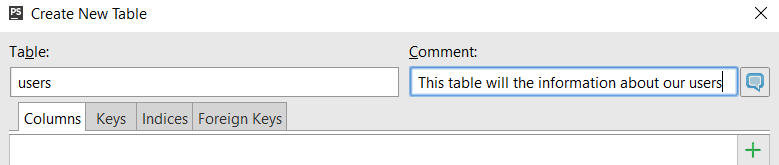 PS Create New Table
Table: Comment:
users This table will the information about our users
Columns Keys Indices Foreign Keys